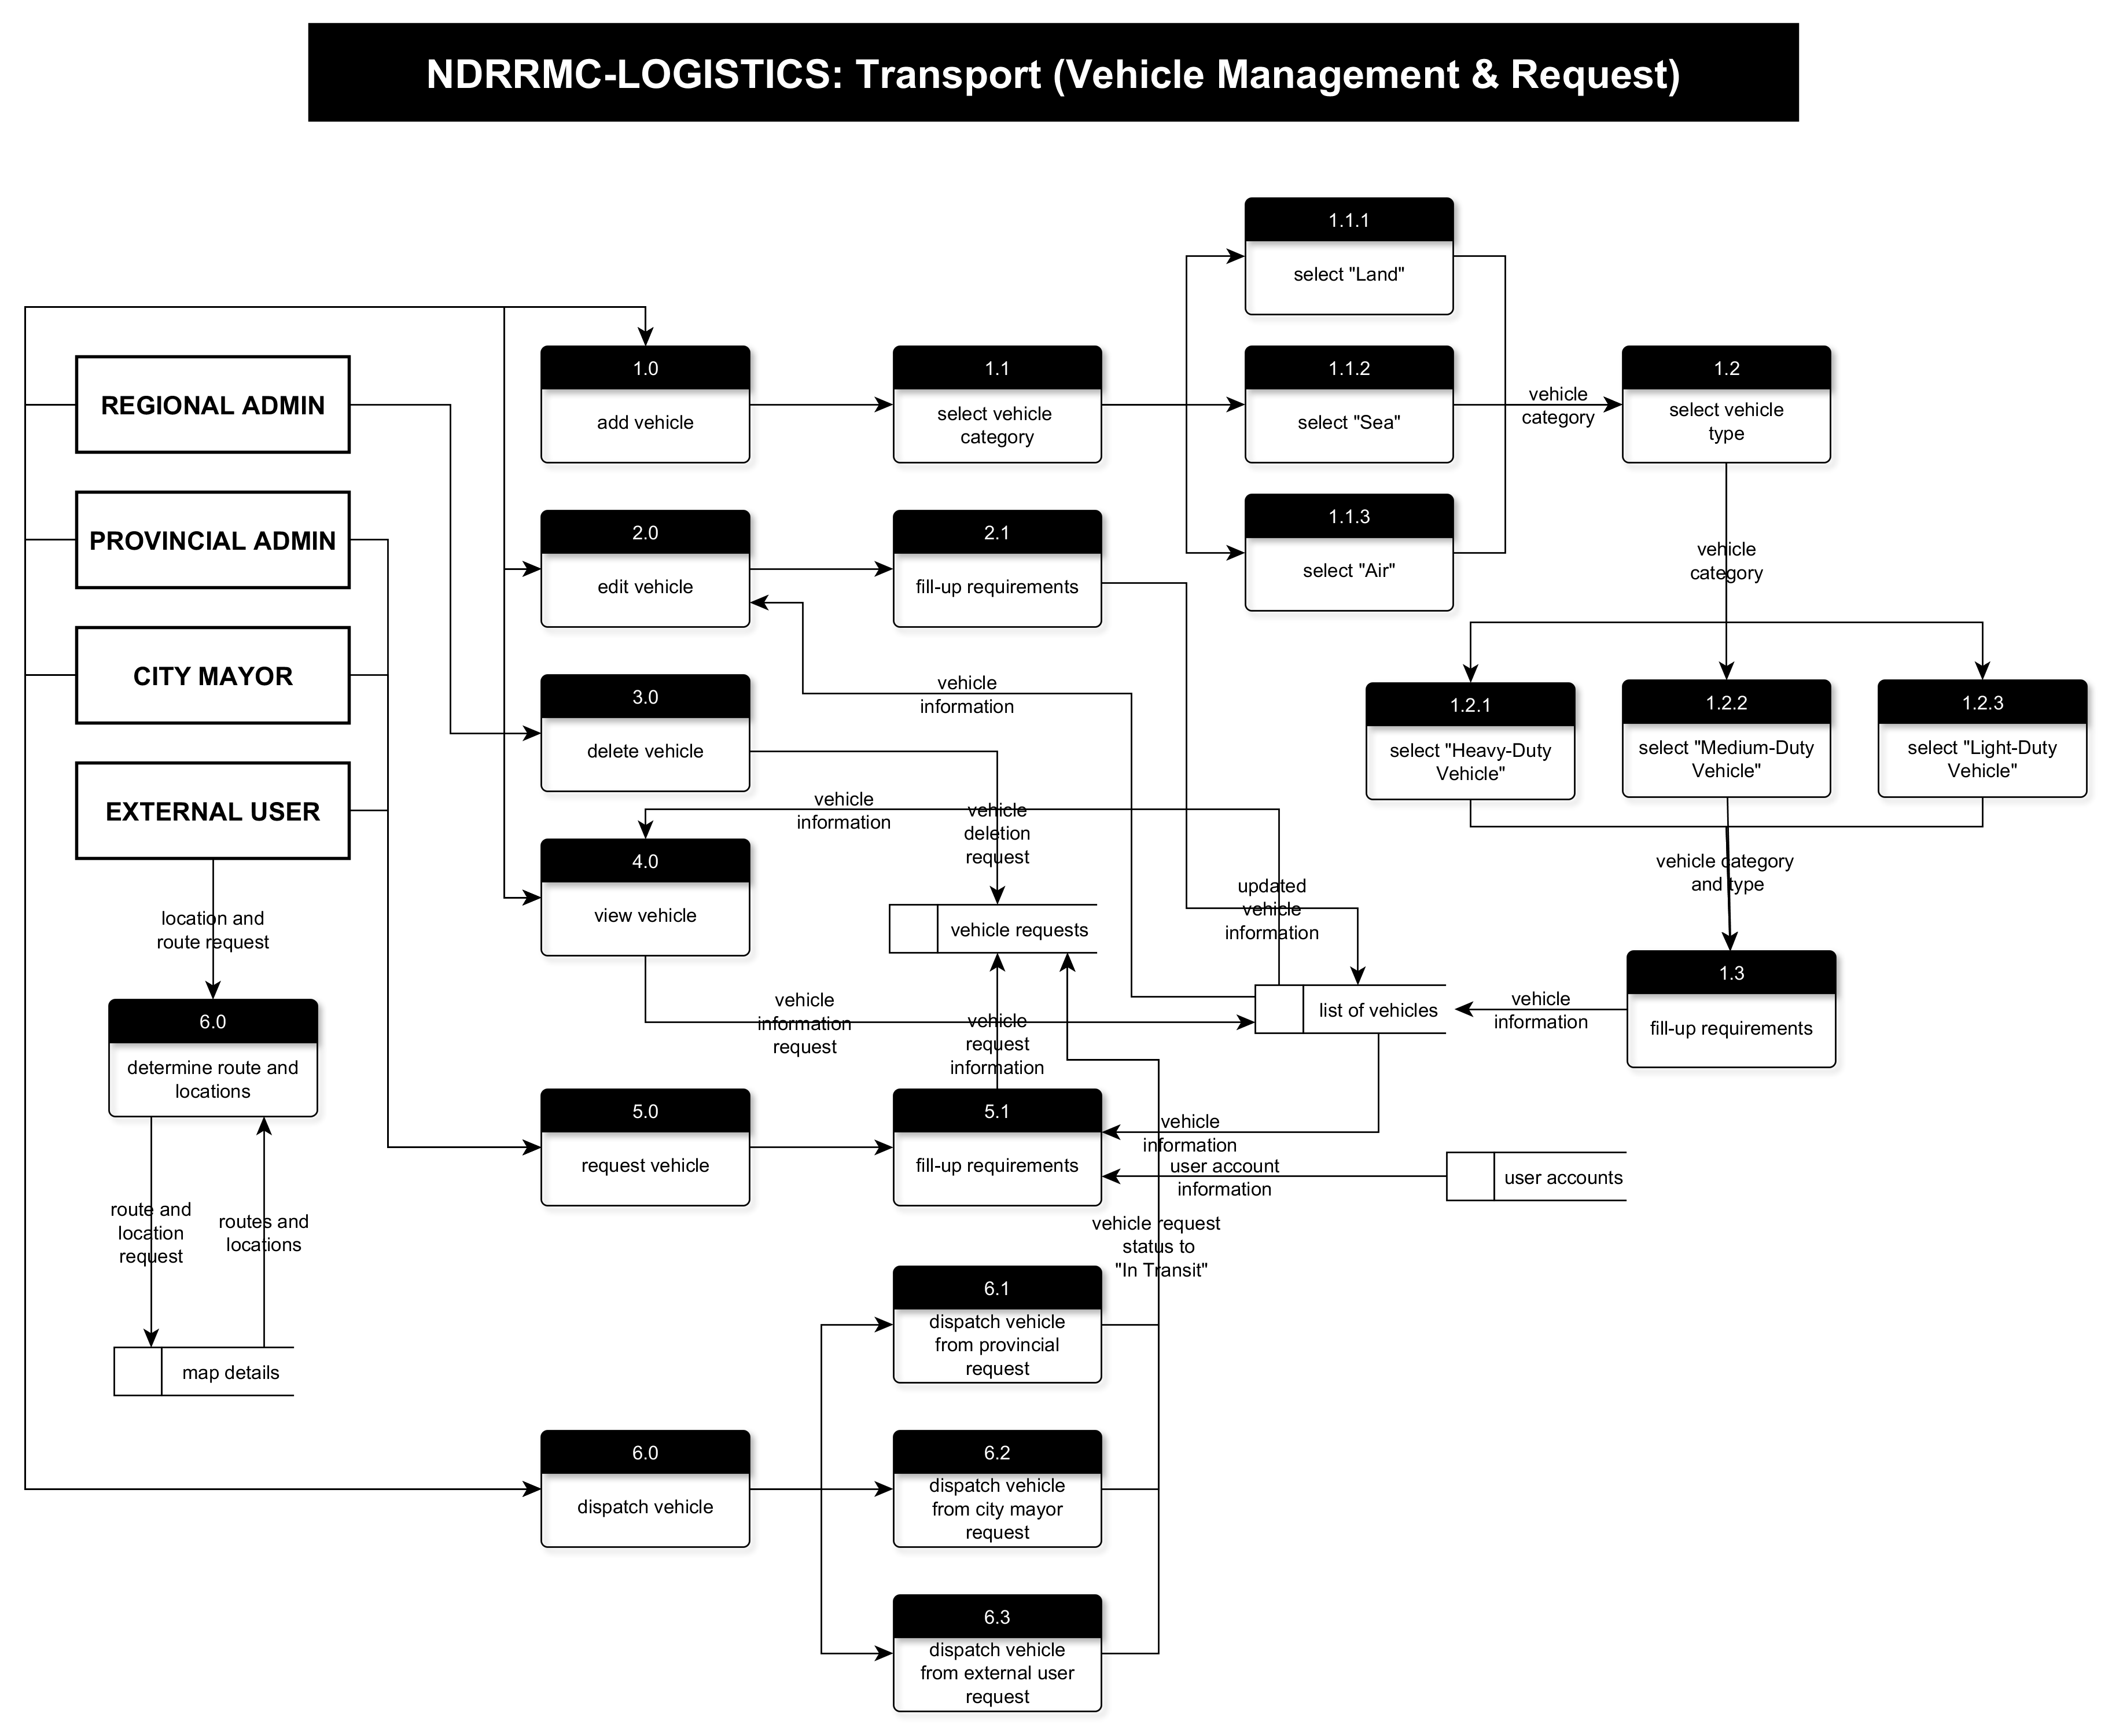 NDRRMC-LOGISTICS: Transport (Vehicle Management & Request)
1.1.1
select "Land"
REGIONAL ADMIN
1.0
add vehicle
1.1
select vehicle
category
1.1.2
select "Sea"
vehicle
category
1.2
select vehicle
type
PROVINCIAL ADMIN
2.0
edit vehicle
2.1
fill-up requirements
1.1.3
select "Air"
vehicle
category
CITY MAYOR
3.0
delete vehicle
vehicle
information
1.2.1
select "Heavy-Duty
Vehicle"
1.2.2
select "Medium-Duty
Vehicle"
1.2.3
select "Light-Duty
Vehicle"
EXTERNAL USER
vehicle
information
vehicle
deletion
request
4.0
view vehicle
vehicle category
and type
updated
vehicle
information
location and
route request
vehicle requests
1.3
fill-up requirements
vehicle
information
list of vehicles
vehicle
information
request
vehicle
request
information
6.0
determine route and
locations
5.0
request vehicle
5.1
fill-up requirements
vehicle
information
user account
information
user accounts
route and
location
request
routes and
locations
vehicle request
status to
"In Transit"
6.1
dispatch vehicle
from provincial
request
map details
6.0
dispatch vehicle
6.2
dispatch vehicle
from city mayor
request
6.3
dispatch vehicle
from external user
request